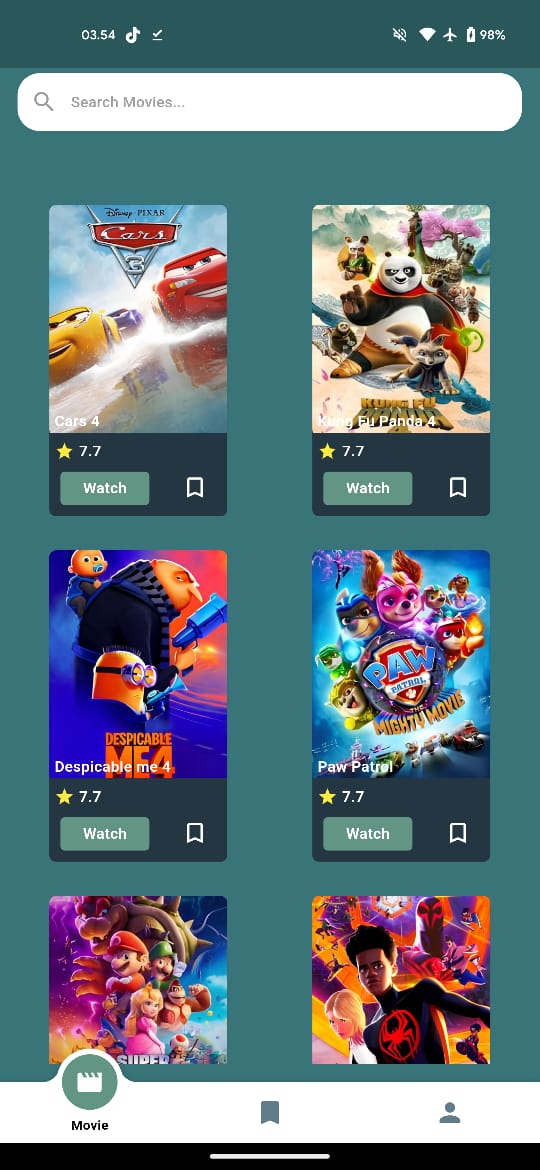 03.54
98%
Search Movies...
Disney · PIXAR
Cars
3
Cars 4
KUNG FU
PANDA 4
Kung Fu Panda 4
7.7
7.7
Watch
Watch
DESPICABLE
ME4
Despicable me 4
PAW
PATROL
THE
MIGHTY MOVIE
Paw Patrol
7.7
7.7
Watch
Watch
SUPER
Movie